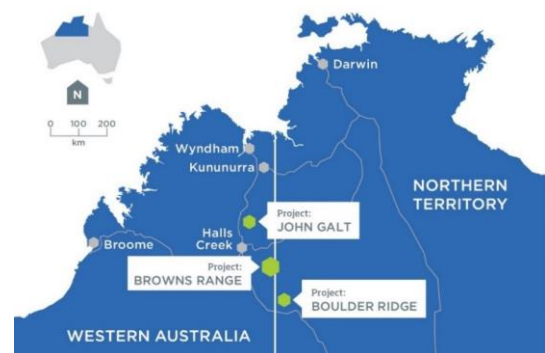 Darwin
N
0 100 200
km
Wyndham
Kununurra
NORTHERN
TERRITORY
Project:
JOHN GALT
Halls
Creek
Broome
Project:
BROWNS RANGE
Project:
BOULDER RIDGE
WESTERN AUSTRALIA